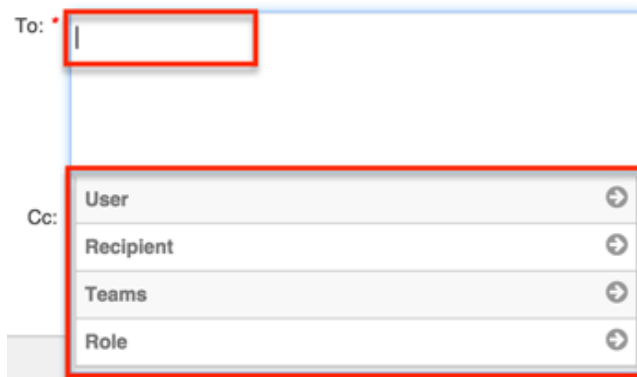 To: *
User
Cc:
Recipient
Teams
Role